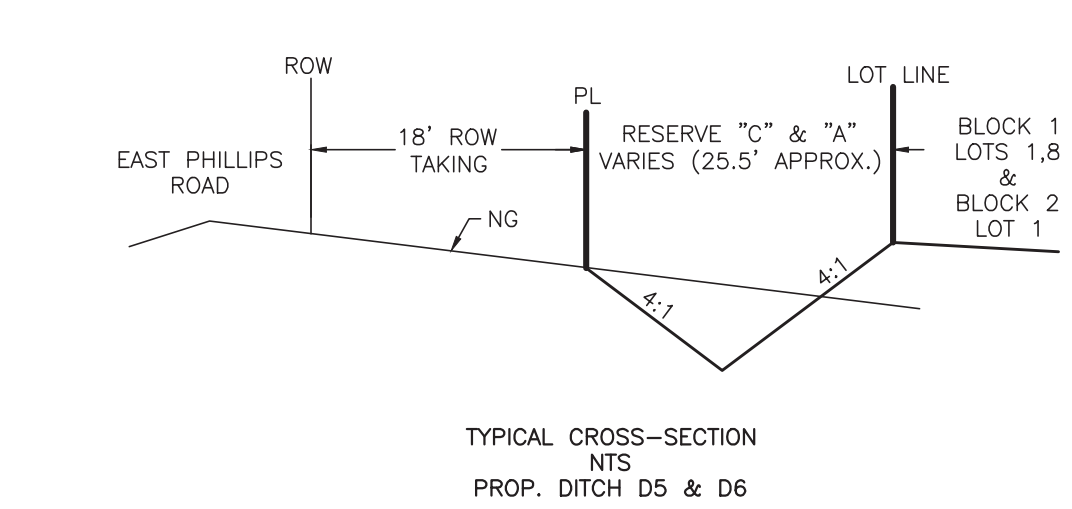 ROW
LOT LINE
PL
EAST PHILLIPS
ROAD
18' ROW
TAKING
RESERVE "C" & "A"
VARIES (25.5' APPROX.)
BLOCK 1
LOTS 1,8
&
BLOCK 2
LOT 1
NG
4:1
4:1
TYPICAL CROSS-SECTION
NTS
PROP. DITCH D5 & D6